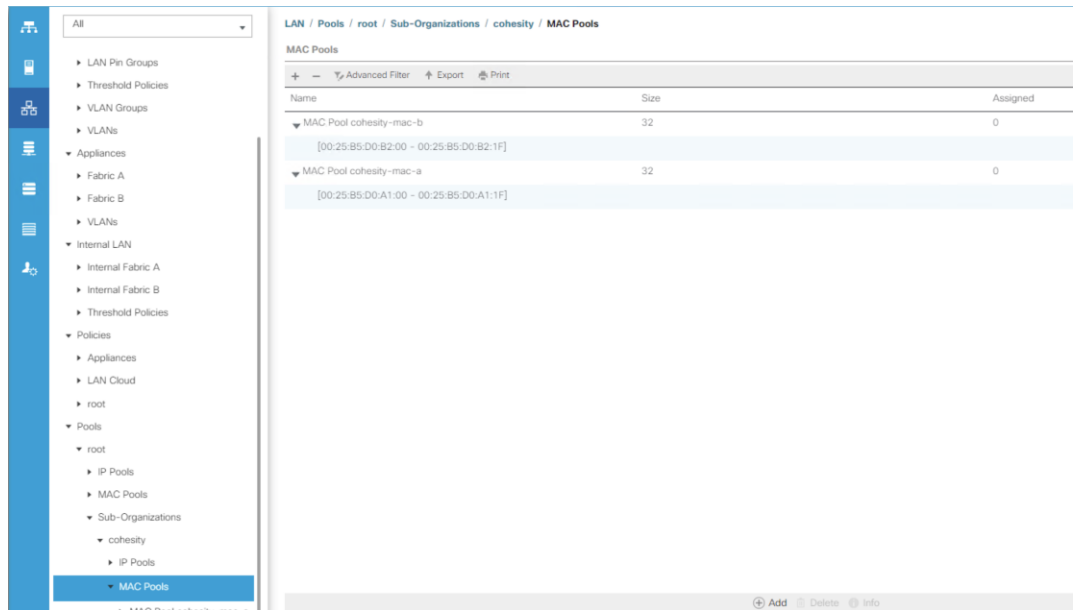 All
LAN Pin Groups
Threshold Policies
VLAN Groups
VLANs
Appliances
Fabric A
Fabric B
VLANs
Internal LAN
Internal Fabric A
Internal Fabric B
Threshold Policies
Policies
Appliances
LAN Cloud
root
Pools
root
IP Pools
MAC Pools
Sub-Organizations
cohesity
IP Pools
MAC Pools
LAN / Pools / root / Sub-Organizations / cohesity / MAC Pools
MAC Pools
+ − Advanced Filter Export Print
Name Size Assigned
MAC Pool cohesity-mac-b 32 0
[00:25:B5:D0:B2:00 - 00:25:B5:D0:B2:1F]
MAC Pool cohesity-mac-a 32 0
[00:25:B5:D0:A1:00 - 00:25:B5:D0:A1:1F]
Add Delete Info